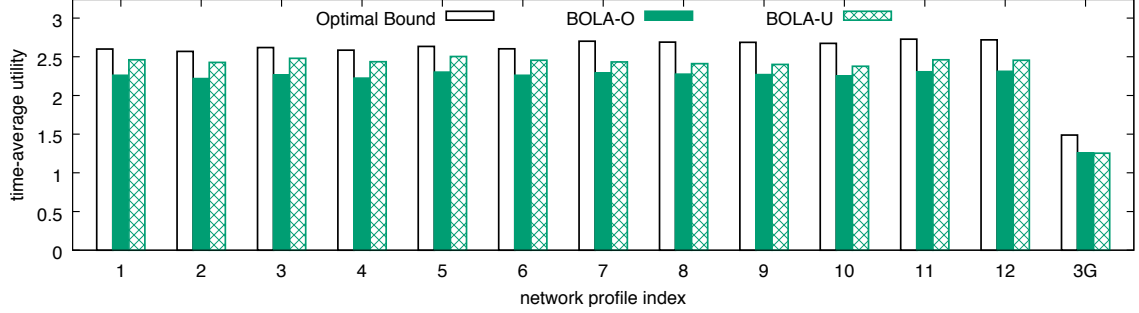 Optimal Bound BOLA-O BOLA-U
time-average utility
3
2.5
2
1.5
1
0.5
0
1 2 3 4 5 6 7 8 9 10 11 12 3G
network profile index